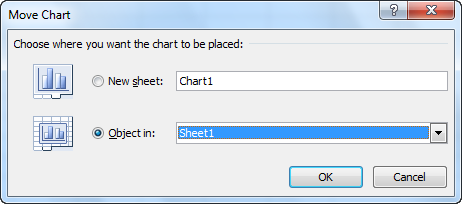 Move Chart
Choose where you want the chart to be placed:
New sheet: Chart1
Object in: Sheet1
OK Cancel